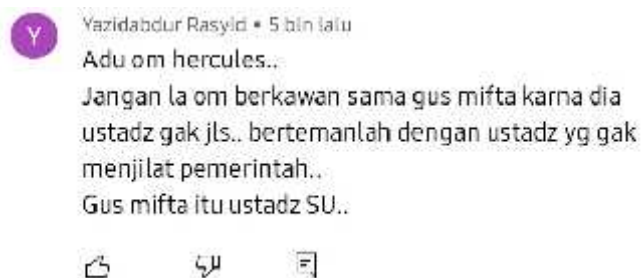 Y
Yazidabdur Rasyid • 5 bln lalu
Adu om hercules..
Jangan la om berkawan sama gus mifta karna dia
ustadz gak jls.. bertemanlah dengan ustadz yg gak
menjilat pemerintah..
Gus mifta itu ustadz SU..